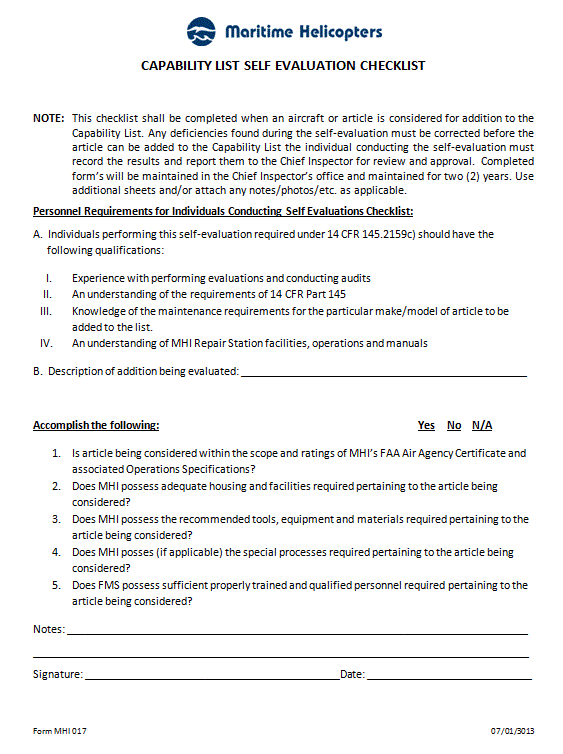 Maritime Helicopters
CAPABILITY LIST SELF EVALUATION CHECKLIST
NOTE: This checklist shall be completed when an aircraft or article is considered for addition to the
Capability List. Any deficiencies found during the self-evaluation must be corrected before the
article can be added to the Capability List the individual conducting the self-evaluation must
record the results and report them to the Chief Inspector for review and approval. Completed
form's will be maintained in the Chief Inspector's office and maintained for two (2) years. Use
additional sheets and/or attach any notes/photos/etc. as applicable.
Personnel Requirements for Individuals Conducting Self Evaluations Checklist:
A. Individuals performing this self-evaluation required under 14 CFR 145.2159c) should have the
following qualifications:
I. Experience with performing evaluations and conducting audits
II. An understanding of the requirements of 14 CFR Part 145
III. Knowledge of the maintenance requirements for the particular make/model of article to be
added to the list.
IV. An understanding of MHI Repair Station facilities, operations and manuals
B. Description of addition being evaluated:
Accomplish the following: Yes No N/A
1. Is article being considered within the scope and ratings of MHI's FAA Air Agency Certificate and
associated Operations Specifications?
2. Does MHI possess adequate housing and facilities required pertaining to the article being
considered?
3. Does MHI possess the recommended tools, equipment and materials required pertaining to the
article being considered?
4. Does MHI posses (if applicable) the special processes required pertaining to the article being
considered?
5. Does FMS possess sufficient properly trained and qualified personnel required pertaining to the
article being considered?
Notes:
Signature: Date:
Form MHI 017 07/01/3013